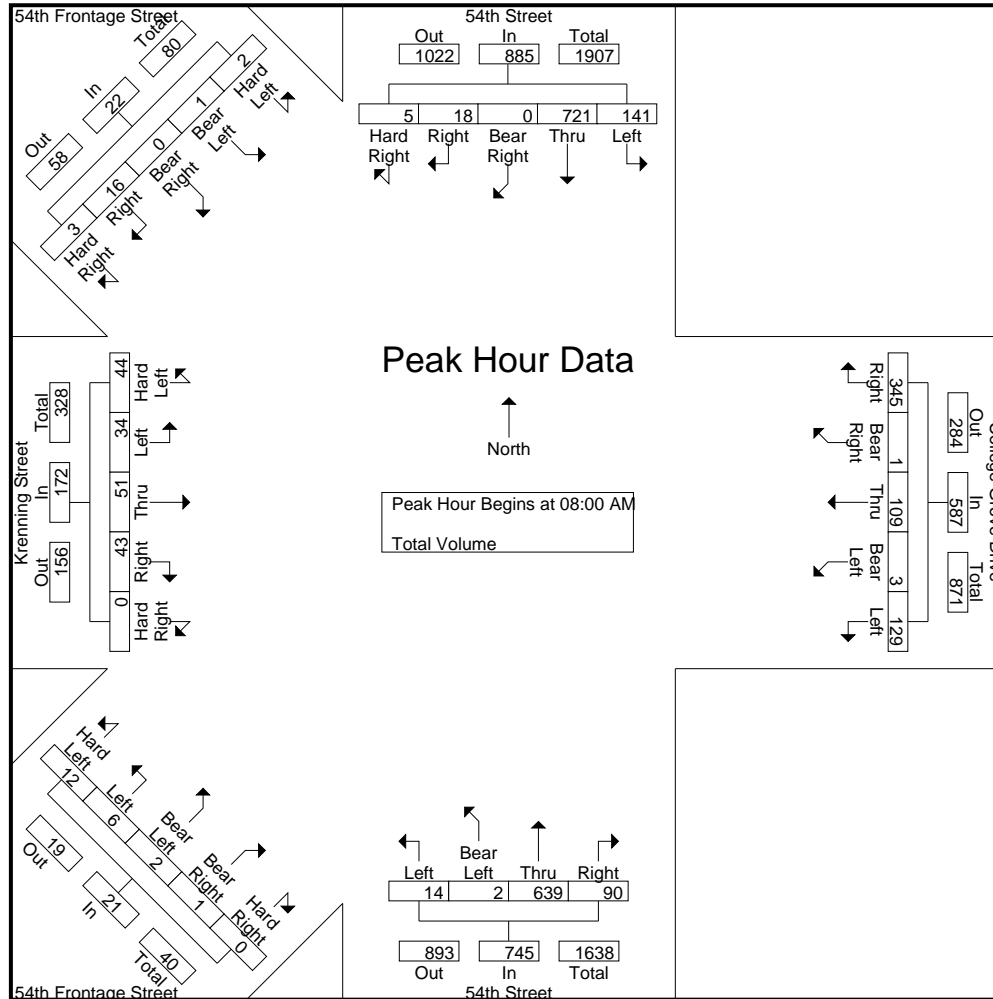 54th Frontage Street
Total
80
In
22
Out
58
2
1
0
16
3
Hard
Left
Bear
Left
Bear
Right
Right
Hard
Right
54th Street
Out In Total
1022 885 1907
5 18 0 721 141
Hard
Right
Right
Bear
Right
Thru
Left
Peak Hour Data
North
Peak Hour Begins at 08:00 AM
Total Volume
Krenning Street
Total
328
In
172
Out
156
44
34
51
43
0
Hard
Left
Left
Thru
Right
Hard
Right
Right
345
Bear
Right
1
Thru
109
Bear
Left
3
Left
129
Out
284
In
587
Total
871
Drive
Hard
Left
12
Left
6
Bear
Left
2
Bear
Right
1
Hard
Right
0
Out
19
In
21
Total
40
54th Frontage Street
Left
Bear
Left
Thru Right
14 2 639 90
893 745 1638
Out In Total
54th Street